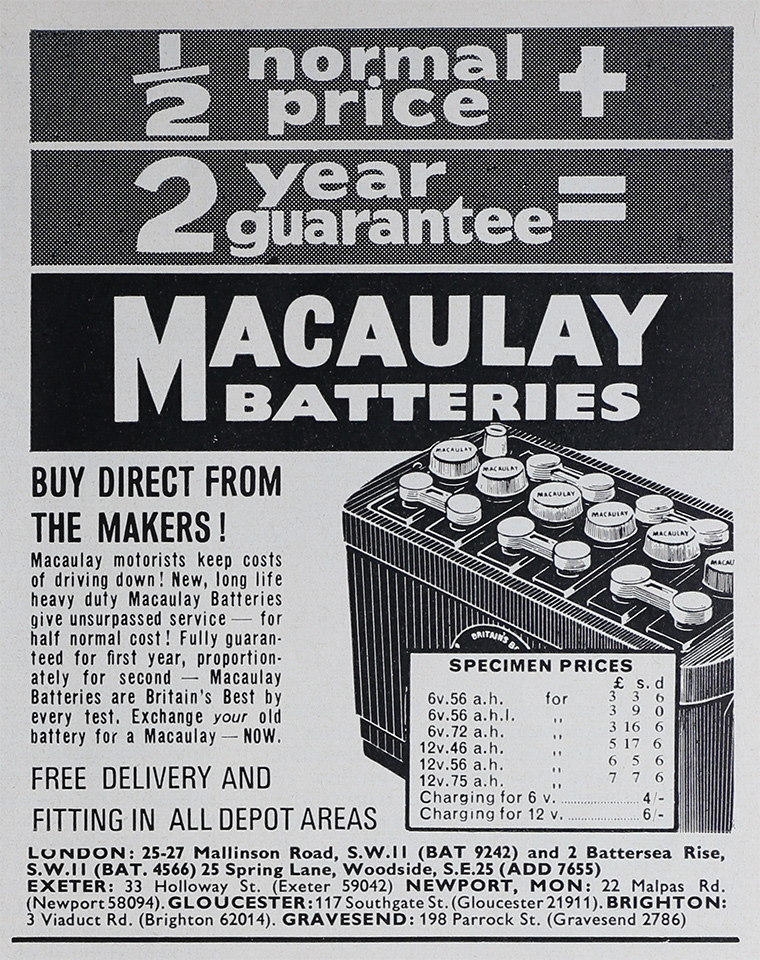 ½ normal price +
2 year guarantee =
MACAULAY
BATTERIES
BUY DIRECT FROM
THE MAKERS!
Macaulay motorists keep costs
of driving down! New, long life
heavy duty Macaulay Batteries
give unsurpassed service — for
half normal cost! Fully guaran-
teed for first year, proportion-
ately for second — Macaulay
Batteries are Britain's Best by
every test. Exchange your old
battery for a Macaulay — NOW.
FREE DELIVERY AND
FITTING IN ALL DEPOT AREAS
MACAULAY
MACAULAY
MACAULAY
MACAULAY
MACAULAY
BRITAIN'S
SPECIMEN PRICES
£ s. d
6v.56 a.h. for 3 3 6
6v.56 a.h.l. ,, 3 9 0
6v.72 a.h. ,, 3 16 6
12v.46 a.h. ,, 5 17 6
12v.56 a.h. ,, 6 5 6
12v.75 a.h. ,, 7 7 6
Charging for 6 v. .................. 4/-
Charging for 12 v. .................. 6/-
LONDON: 25-27 Mallinson Road, S.W.11 (BAT 9242) and 2 Battersea Rise,
S.W.11 (BAT. 4566) 25 Spring Lane, Woodside, S.E.25 (ADD 7655)
EXETER: 33 Holloway St. (Exeter 59042) NEWPORT, MON: 22 Malpas Rd.
(Newport 58094). GLOUCESTER: 117 Southgate St. (Gloucester 21911). BRIGHTON:
3 Viaduct Rd. (Brighton 62014). GRAVESEND: 198 Parrock St. (Gravesend 2786)